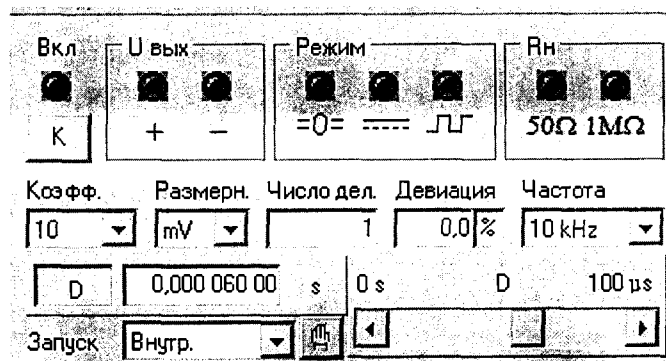 Вкл U вых Режим Rн
K + − =0= 50Ω 1MΩ
Коэфф. Размерн. Число дел. Девиация Частота
10 mV 1 0,0 % 10 kHz
D 0,000 060 00 s 0 s D 100 µs
Запуск Внутр.